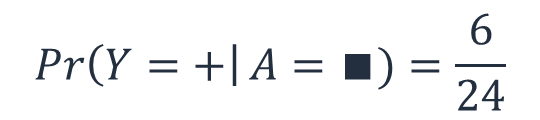 Pr(Y = +| A = ■) = 6/24